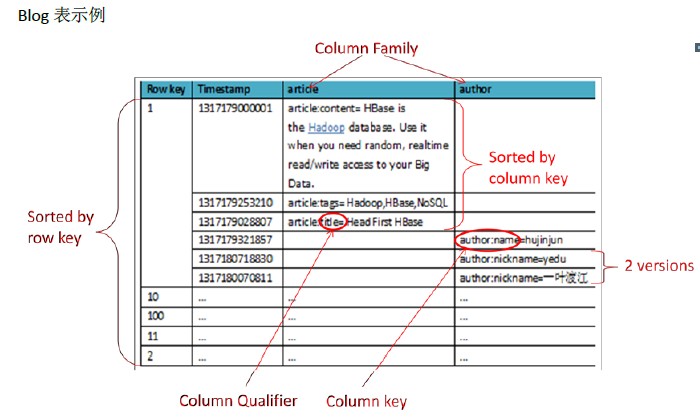 Blog 表示例
Column Family
Row key Timestamp article author
1 1317179000001 article:content= HBase is
the Hadoop database. Use it
when you need random, realtime
read/write access to your Big
Data.
Sorted by
column key
1317179253210 article:tags=Hadoop,HBase,NoSQL
1317179028807 article:title=Head First HBase
Sorted by
row key
1317179321857 author:name=hujinjun
1317180718830 author:nickname=yedu
1317180070811 author:nickname=一叶渡江
2 versions
10 ... ... ...
100 ... ... ...
11 ... ... ...
2 ... ... ...
Column Qualifier Column key